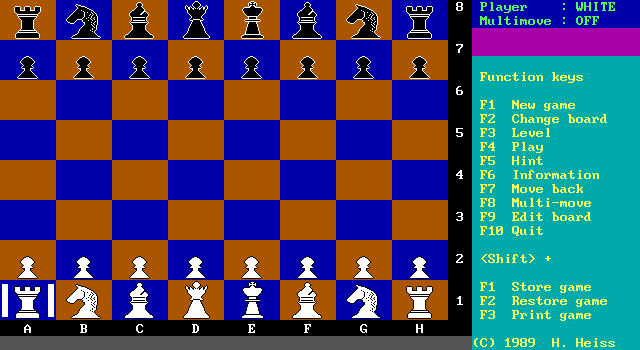 8 Player : WHITE
Multimove : OFF
7
Function keys
6
F1 New game
F2 Change board
5 F3 Level
F4 Play
F5 Hint
4 F6 Information
F7 Move back
F8 Multi-move
3 F9 Edit board
F10 Quit
2 <Shift> +
F1 Store game
1 F2 Restore game
F3 Print game
A B C D E F G H
(C) 1989 H. Heiss